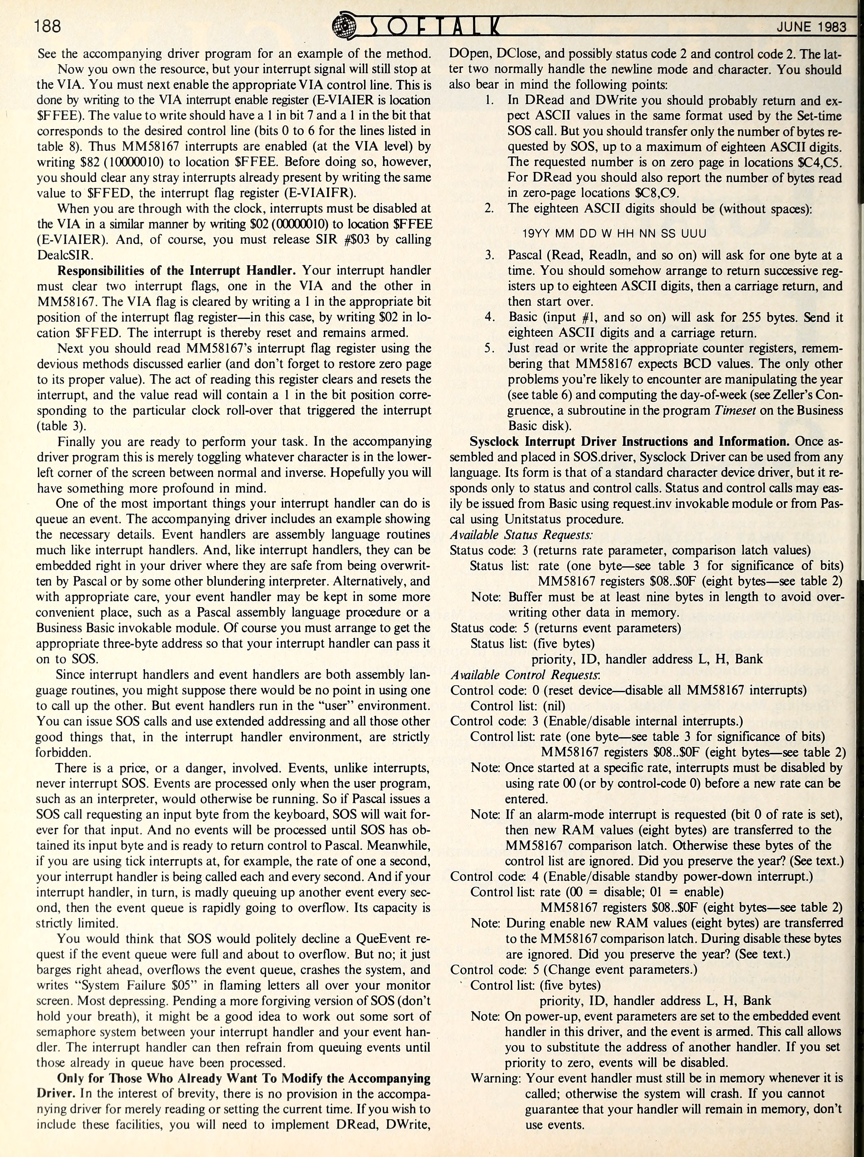 188
SOFTALK
JUNE 1983
See the accompanying driver program for an example of the method.
Now you own the resource, but your interrupt signal will still stop at
the VIA. You must next enable the appropriate VIA control line. This is
done by writing to the VIA interrupt enable register (E-VIAIER is location
$FFEE). The value to write should have a 1 in bit 7 and a 1 in the bit that
corresponds to the desired control line (bits 0 to 6 for the lines listed in
table 8). Thus MM58167 interrupts are enabled (at the VIA level) by
writing $82 (10000010) to location $FFEE. Before doing so, however,
you should clear any stray interrupts already present by writing the same
value to $FFED, the interrupt flag register (E-VIAIFR).
When you are through with the clock, interrupts must be disabled at
the VIA in a similar manner by writing $02 (00000010) to location $FFEE
(E-VIAIER). And, of course, you must release SIR #$03 by calling
DealcSIR.
Responsibilities of the Interrupt Handler. Your interrupt handler
must clear two interrupt flags, one in the VIA and the other in
MM58167. The VIA flag is cleared by writing a 1 in the appropriate bit
position of the interrupt flag register—in this case, by writing $02 in lo-
cation $FFED. The interrupt is thereby reset and remains armed.
Next you should read MM58167's interrupt flag register using the
devious methods discussed earlier (and don't forget to restore zero page
to its proper value). The act of reading this register clears and resets the
interrupt, and the value read will contain a 1 in the bit position corre-
sponding to the particular clock roll-over that triggered the interrupt
(table 3).
Finally you are ready to perform your task. In the accompanying
driver program this is merely toggling whatever character is in the lower-
left corner of the screen between normal and inverse. Hopefully you will
have something more profound in mind.
One of the most important things your interrupt handler can do is
queue an event. The accompanying driver includes an example showing
the necessary details. Event handlers are assembly language routines
much like interrupt handlers. And, like interrupt handlers, they can be
embedded right in your driver where they are safe from being overwrit-
ten by Pascal or by some other blundering interpreter. Alternatively, and
with appropriate care, your event handler may be kept in some more
convenient place, such as a Pascal assembly language procedure or a
Business Basic invokable module. Of course you must arrange to get the
appropriate three-byte address so that your interrupt handler can pass it
on to SOS.
Since interrupt handlers and event handlers are both assembly lan-
guage routines, you might suppose there would be no point in using one
to call up the other. But event handlers run in the "user" environment.
You can issue SOS calls and use extended addressing and all those other
good things that, in the interrupt handler environment, are strictly
forbidden.
There is a price, or a danger, involved. Events, unlike interrupts,
never interrupt SOS. Events are processed only when the user program,
such as an interpreter, would otherwise be running. So if Pascal issues a
SOS call requesting an input byte from the keyboard, SOS will wait for-
ever for that input. And no events will be processed until SOS has ob-
tained its input byte and is ready to return control to Pascal. Meanwhile,
if you are using tick interrupts at, for example, the rate of one a second,
your interrupt handler is being called each and every second. And if your
interrupt handler, in turn, is madly queuing up another event every sec-
ond, then the event queue is rapidly going to overflow. Its capacity is
strictly limited.
You would think that SOS would politely decline a QueEvent re-
quest if the event queue were full and about to overflow. But no; it just
barges right ahead, overflows the event queue, crashes the system, and
writes "System Failure $05" in flaming letters all over your monitor
screen. Most depressing. Pending a more forgiving version of SOS (don't
hold your breath), it might be a good idea to work out some sort of
semaphore system between your interrupt handler and your event han-
dler. The interrupt handler can then refrain from queuing events until
those already in queue have been processed.
Only for Those Who Already Want To Modify the Accompanying
Driver. In the interest of brevity, there is no provision in the accompa-
nying driver for merely reading or setting the current time. If you wish to
include these facilities, you will need to implement DRead, DWrite,
DOpen, DClose, and possibly status code 2 and control code 2. The lat-
ter two normally handle the newline mode and character. You should
also bear in mind the following points:
1. In DRead and DWrite you should probably return and ex-
pect ASCII values in the same format used by the Set-time
SOS call. But you should transfer only the number of bytes re-
quested by SOS, up to a maximum of eighteen ASCII digits.
The requested number is on zero page in locations $C4,C5.
For DRead you should also report the number of bytes read
in zero-page locations $C8,C9.
2. The eighteen ASCII digits should be (without spaces):
19YY MM DD W HH NN SS UUU
3. Pascal (Read, Readln, and so on) will ask for one byte at a
time. You should somehow arrange to return successive reg-
isters up to eighteen ASCII digits, then a carriage return, and
then start over.
4. Basic (input #1, and so on) will ask for 255 bytes. Send it
eighteen ASCII digits and a carriage return.
5. Just read or write the appropriate counter registers, remem-
bering that MM58167 expects BCD values. The only other
problems you're likely to encounter are manipulating the year
(see table 6) and computing the day-of-week (see Zeller's Con-
gruence, a subroutine in the program Timeset on the Business
Basic disk).
Sysclock Interrupt Driver Instructions and Information. Once as-
sembled and placed in SOS.driver, Sysclock Driver can be used from any
language. Its form is that of a standard character device driver, but it re-
sponds only to status and control calls. Status and control calls may eas-
ily be issued from Basic using request.inv invokable module or from Pas-
cal using Unitstatus procedure.
Available Status Requests:
Status code: 3 (returns rate parameter, comparison latch values)
Status list: rate (one byte—see table 3 for significance of bits)
MM58167 registers $08..$0F (eight bytes—see table 2)
Note: Buffer must be at least nine bytes in length to avoid over-
writing other data in memory.
Status code: 5 (returns event parameters)
Status list: (five bytes)
priority, ID, handler address L, H, Bank
Available Control Requests:
Control code: 0 (reset device—disable all MM58167 interrupts)
Control list: (nil)
Control code: 3 (Enable/disable internal interrupts.)
Control list: rate (one byte—see table 3 for significance of bits)
MM58167 registers $08..$0F (eight bytes—see table 2)
Note: Once started at a specific rate, interrupts must be disabled by
using rate 00 (or by control-code 0) before a new rate can be
entered.
Note: If an alarm-mode interrupt is requested (bit 0 of rate is set),
then new RAM values (eight bytes) are transferred to the
MM58167 comparison latch. Otherwise these bytes of the
control list are ignored. Did you preserve the year? (See text.)
Control code: 4 (Enable/disable standby power-down interrupt.)
Control list: rate (00 = disable; 01 = enable)
MM58167 registers $08..$0F (eight bytes—see table 2)
Note: During enable new RAM values (eight bytes) are transferred
to the MM58167 comparison latch. During disable these bytes
are ignored. Did you preserve the year? (See text.)
Control code: 5 (Change event parameters.)
Control list: (five bytes)
priority, ID, handler address L, H, Bank
Note: On power-up, event parameters are set to the embedded event
handler in this driver, and the event is armed. This call allows
you to substitute the address of another handler. If you set
priority to zero, events will be disabled.
Warning: Your event handler must still be in memory whenever it is
called; otherwise the system will crash. If you cannot
guarantee that your handler will remain in memory, don't
use events.